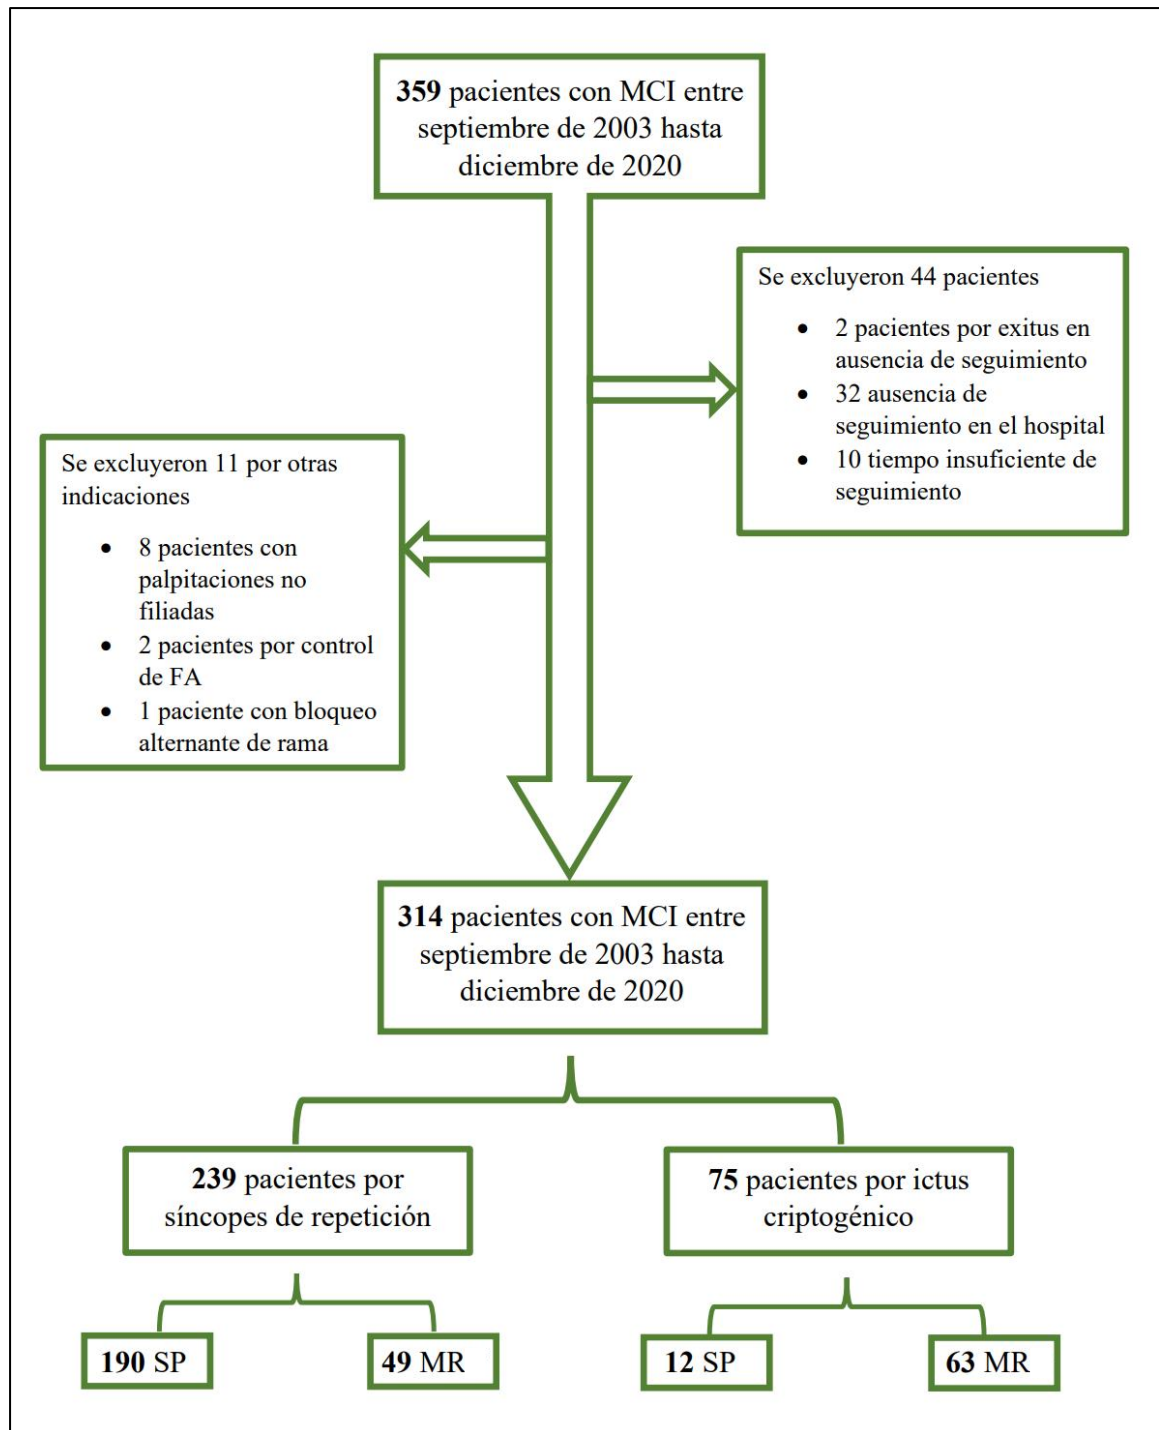 359 pacientes con MCI entre
septiembre de 2003 hasta
diciembre de 2020
Se excluyeron 44 pacientes
• 2 pacientes por exitus en
ausencia de seguimiento
• 32 ausencia de
seguimiento en el hospital
• 10 tiempo insuficiente de
seguimiento
Se excluyeron 11 por otras
indicaciones
• 8 pacientes con
palpitaciones no
filiadas
• 2 pacientes por control
de FA
• 1 paciente con bloqueo
alternante de rama
314 pacientes con MCI entre
septiembre de 2003 hasta
diciembre de 2020
239 pacientes por
síncopes de repetición
75 pacientes por ictus
criptogénico
190 SP
49 MR
12 SP
63 MR